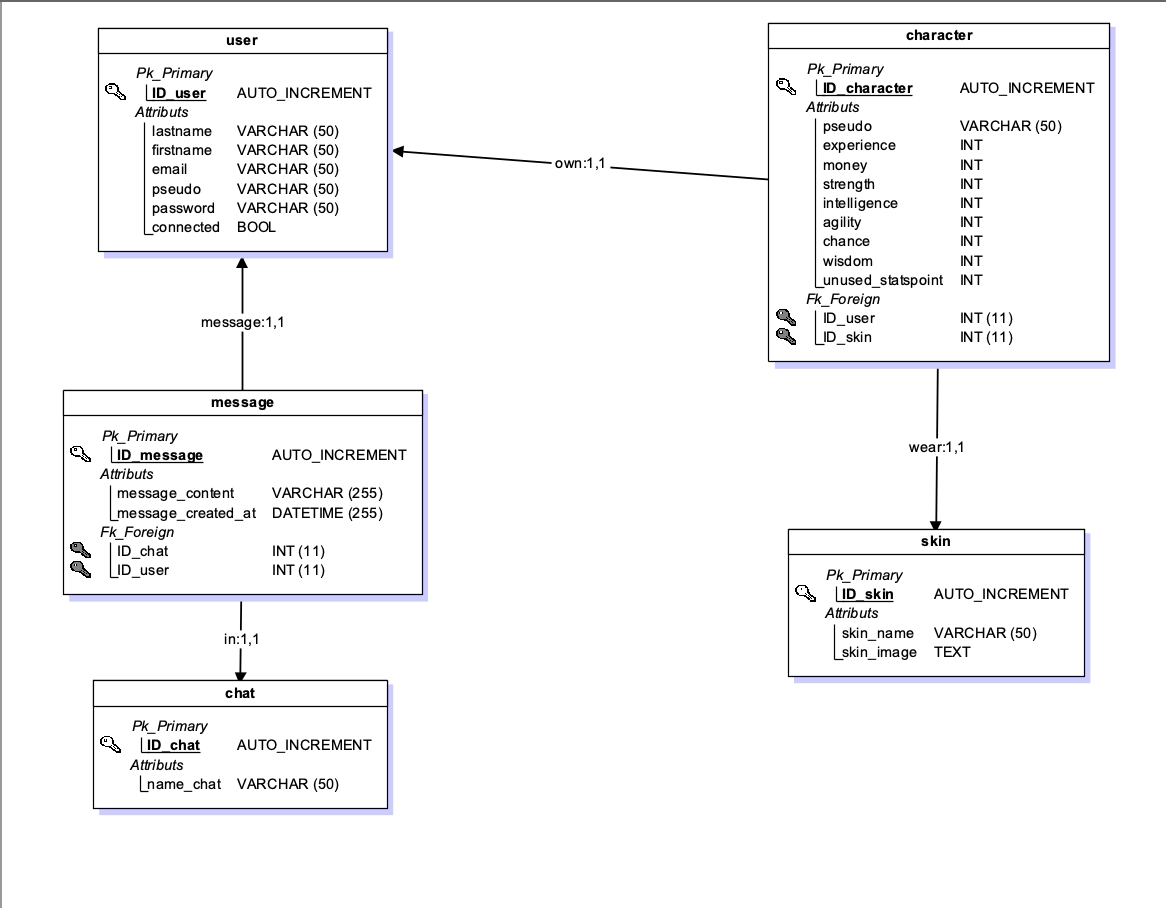 user
Pk_Primary
ID_user AUTO_INCREMENT
Attributs
lastname VARCHAR (50)
firstname VARCHAR (50)
email VARCHAR (50)
pseudo VARCHAR (50)
password VARCHAR (50)
connected BOOL
own:1,1
character
Pk_Primary
ID_character AUTO_INCREMENT
Attributs
pseudo VARCHAR (50)
experience INT
money INT
strength INT
intelligence INT
agility INT
chance INT
wisdom INT
unused_statspoint INT
Fk_Foreign
ID_user INT (11)
ID_skin INT (11)
message:1,1
message
Pk_Primary
ID_message AUTO_INCREMENT
Attributs
message_content VARCHAR (255)
message_created_at DATETIME (255)
Fk_Foreign
ID_chat INT (11)
ID_user INT (11)
wear:1,1
skin
Pk_Primary
ID_skin AUTO_INCREMENT
Attributs
skin_name VARCHAR (50)
skin_image TEXT
in:1,1
chat
Pk_Primary
ID_chat AUTO_INCREMENT
Attributs
name_chat VARCHAR (50)